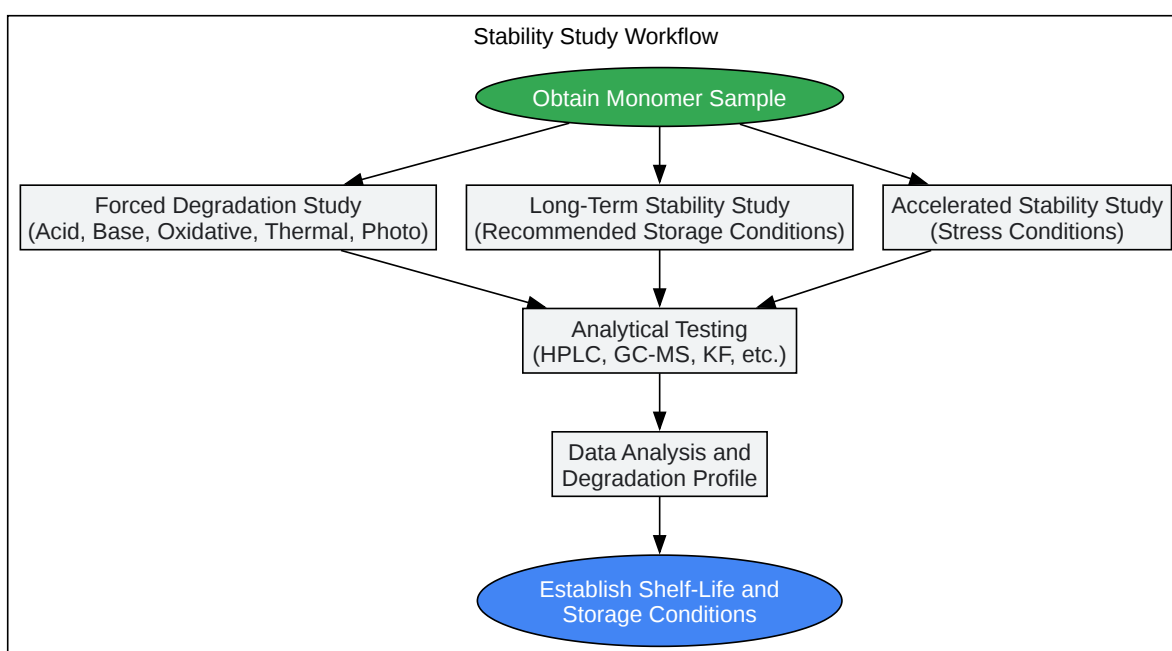 Stability Study Workflow
Obtain Monomer Sample
Forced Degradation Study
(Acid, Base, Oxidative, Thermal, Photo)
Long-Term Stability Study
(Recommended Storage Conditions)
Accelerated Stability Study
(Stress Conditions)
Analytical Testing
(HPLC, GC-MS, KF, etc.)
Data Analysis and
Degradation Profile
Establish Shelf-Life and
Storage Conditions